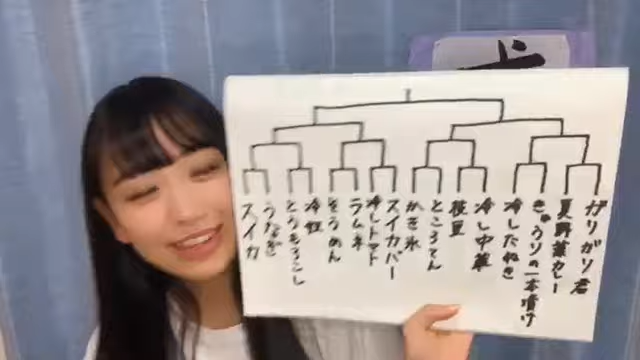 ガリガリ君
夏野菜カレー
きゅうりの一本漬け
冷したぬき
冷し中華
枝豆
ところてん
かき氷
スイカバー
冷しトマト
ラムネ
そうめん
冷奴
とうもろこし
うなぎ
スイカ